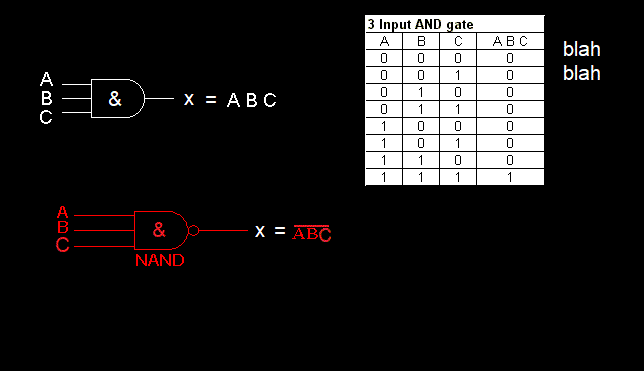 A
B
C
&
x = A B C
3 Input AND gate
A B C A B C
0 0 0 0
0 0 1 0
0 1 0 0
0 1 1 0
1 0 0 0
1 0 1 0
1 1 0 0
1 1 1 1
blah
blah
A
B
C
&
NAND
x = A̅B̅C̅